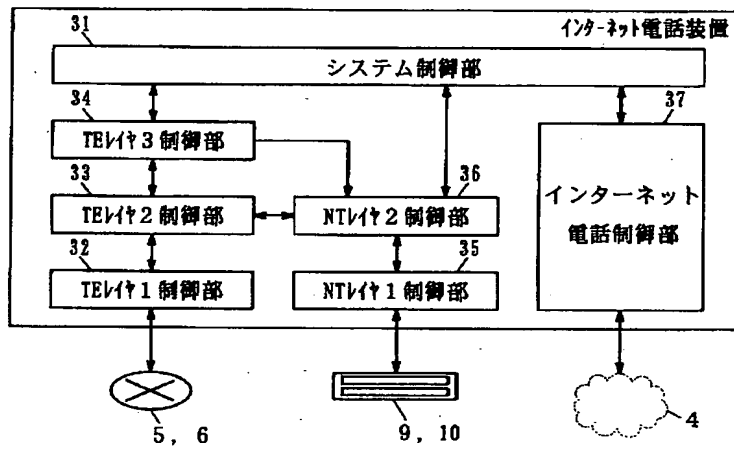 31
インターネット電話装置
システム制御部
34
37
TEレイヤ3制御部
33
36
インターネット
電話制御部
TEレイヤ2制御部
NTレイヤ2制御部
32
35
TEレイヤ1制御部
NTレイヤ1制御部
5, 6
9, 10
4